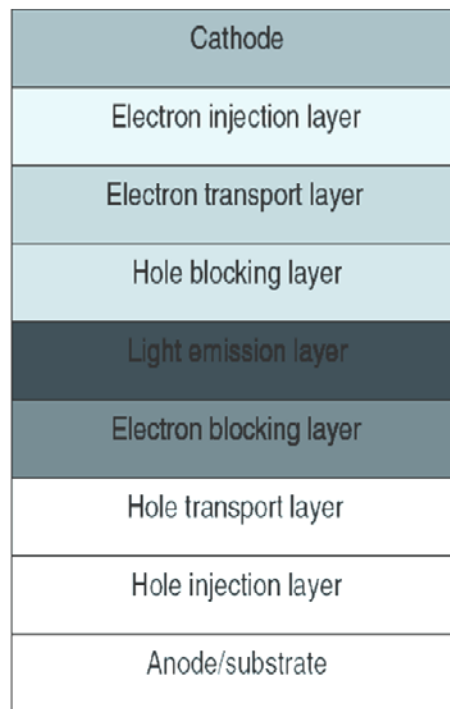 Cathode
Electron injection layer
Electron transport layer
Hole blocking layer
Light emission layer
Electron blocking layer
Hole transport layer
Hole injection layer
Anode/substrate